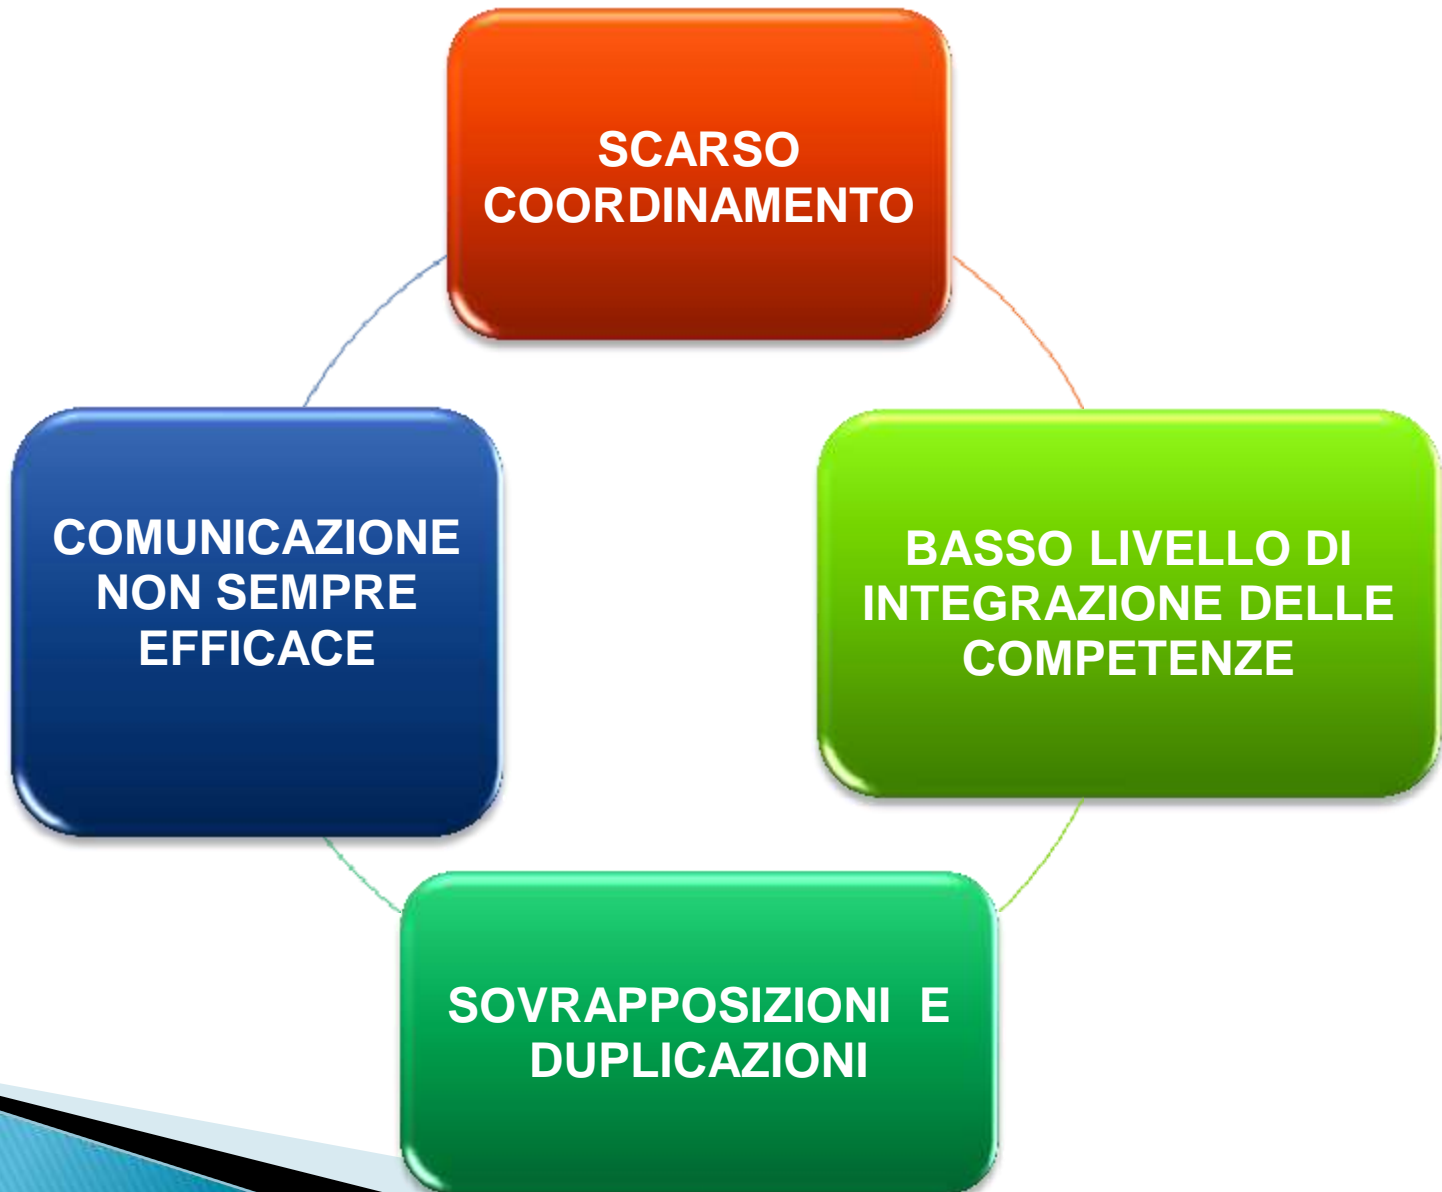 SCARSO
COORDINAMENTO
COMUNICAZIONE
NON SEMPRE
EFFICACE
BASSO LIVELLO DI
INTEGRAZIONE DELLE
COMPETENZE
SOVRAPPOSIZIONI E
DUPLICAZIONI